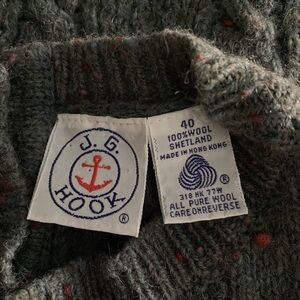 J. G.
HOOK
®
40
100% WOOL
SHETLAND
MADE IN HONG KONG
®
318 HK 77W
ALL PURE WOOL
CARE ON REVERSE